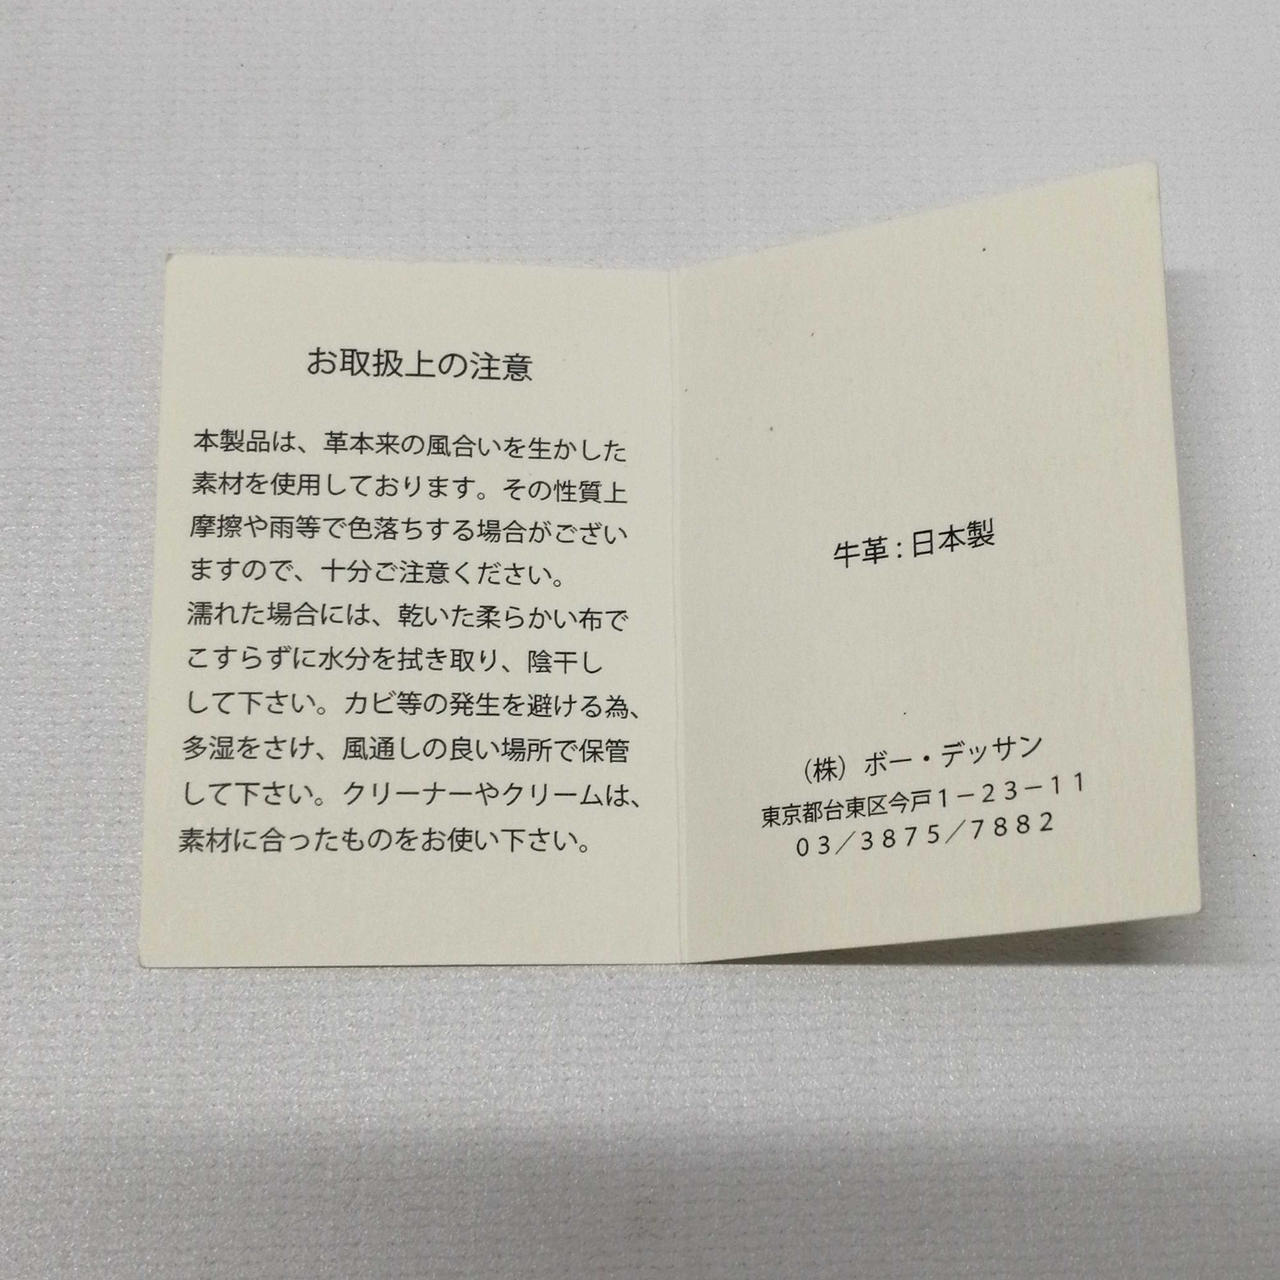 お取扱上の注意
本製品は、革本来の風合いを生かした
素材を使用しております。その性質上
摩擦や雨等で色落ちする場合がござい
ますので、十分ご注意ください。
濡れた場合には、乾いた柔らかい布で
こすらずに水分を拭き取り、陰干し
して下さい。カビ等の発生を避ける為、
多湿をさけ、風通しの良い場所で保管
して下さい。クリーナーやクリームは、
素材に合ったものをお使い下さい。
牛革:日本製
（株）ボー・デッサン
東京都台東区今戸１－２３－１１
０３／３８７５／７８８２